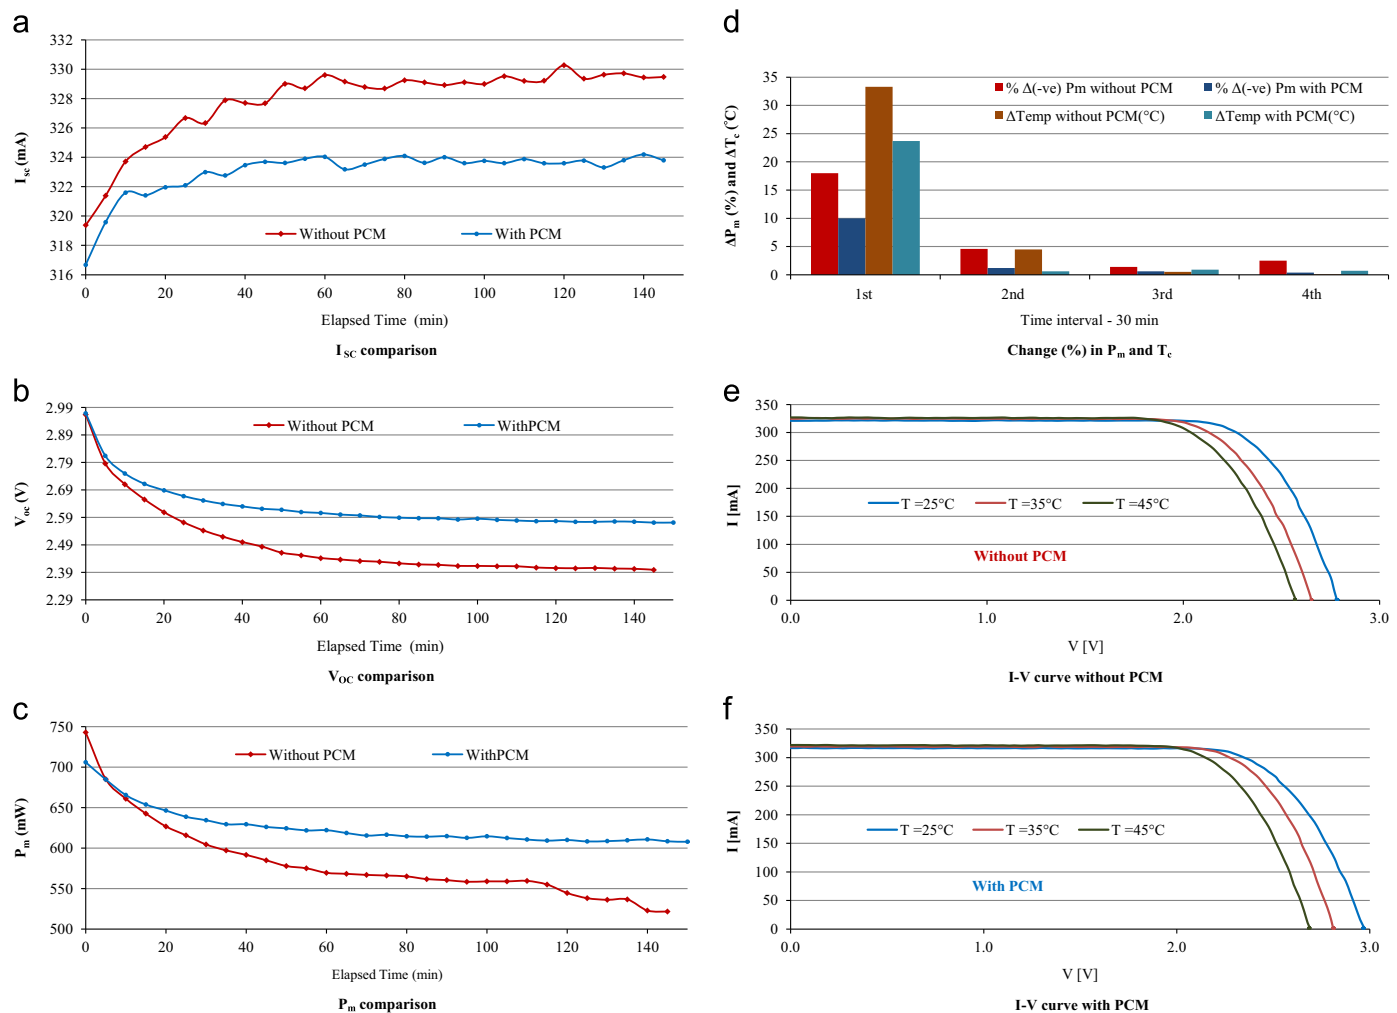 a
332
330
328
326
324
322
320
318
316
I sc (mA)
Without PCM
With PCM
0 20 40 60 80 100 120 140
Elapsed Time (min)
I SC comparison
b
2.99
2.89
2.79
2.69
2.59
2.49
2.39
2.29
Voc (V)
Without PCM
WithPCM
0 20 40 60 80 100 120 140
Elapsed Time (min)
VOC comparison
c
750
700
650
600
550
500
Pm (mW)
Without PCM
WithPCM
0 20 40 60 80 100 120 140
Elapsed Time (min)
Pm comparison
d
35
30
25
20
15
10
5
0
ΔPm (%) and ΔTc (°C)
% Δ(-ve) Pm without PCM
% Δ(-ve) Pm with PCM
ΔTemp without PCM(°C)
ΔTemp with PCM(°C)
1st 2nd 3rd 4th
Time interval - 30 min
Change (%) in Pm and Tc
e
350
300
250
200
150
100
50
0
I [mA]
T =25°C
T =35°C
T =45°C
Without PCM
0.0 1.0 2.0 3.0
V [V]
I-V curve without PCM
f
350
300
250
200
150
100
50
0
I [mA]
T =25°C
T =35°C
T =45°C
With PCM
0.0 1.0 2.0 3.0
V [V]
I-V curve with PCM